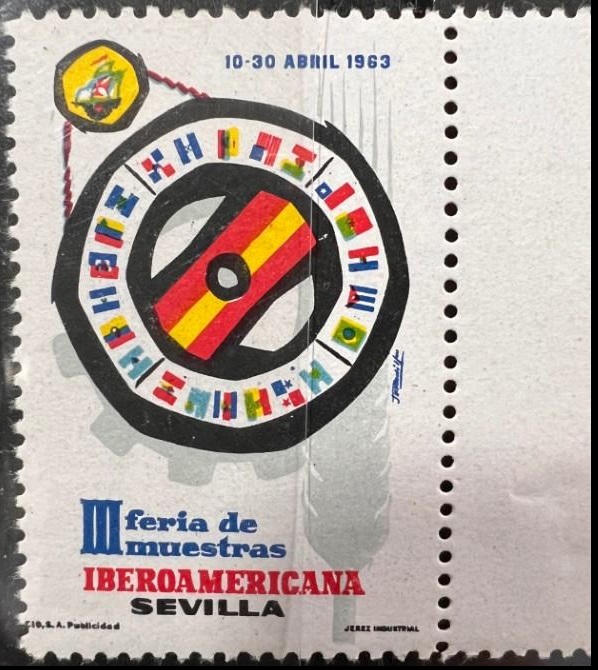 10-30 ABRIL 1963
III feria de
muestras
IBEROAMERICANA
SEVILLA
S.A. Publicidad
JEREZ INDUSTRIAL